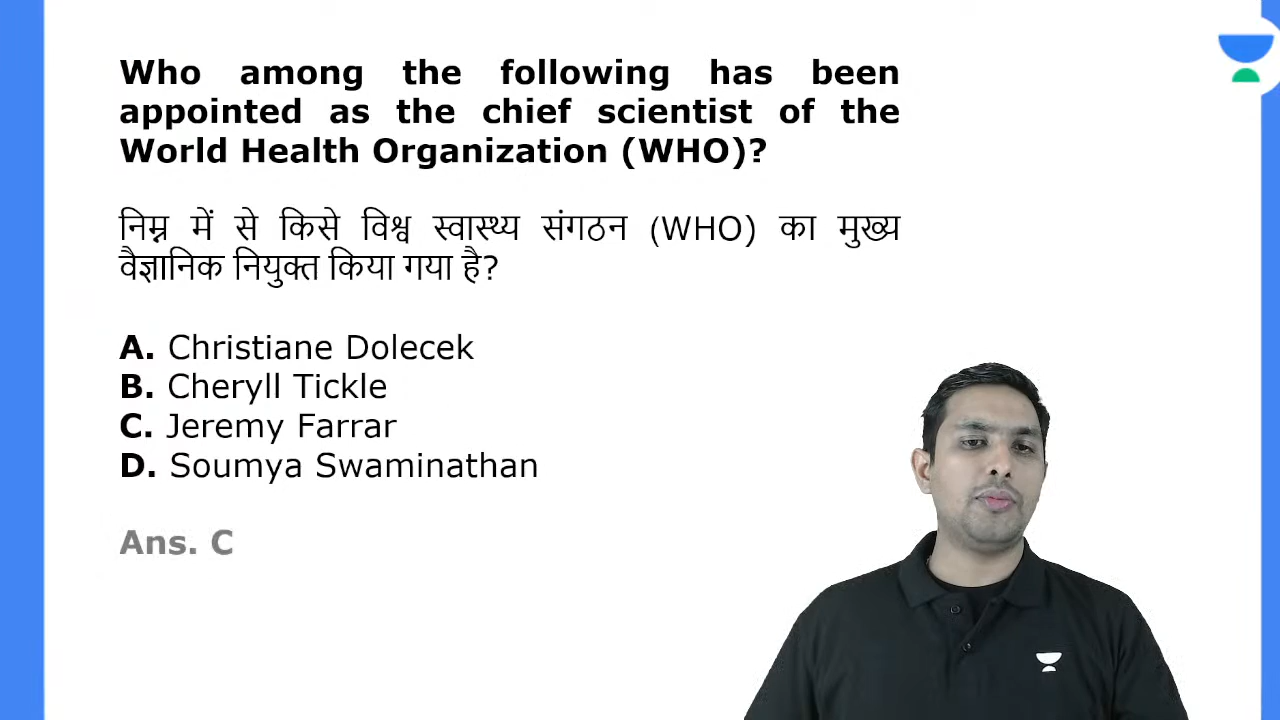 Who among the following has been
appointed as the chief scientist of the
World Health Organization (WHO)?
निम्न में से किसे विश्व स्वास्थ्य संगठन (WHO) का मुख्य
वैज्ञानिक नियुक्त किया गया है?
A. Christiane Dolecek
B. Cheryll Tickle
C. Jeremy Farrar
D. Soumya Swaminathan
Ans. C